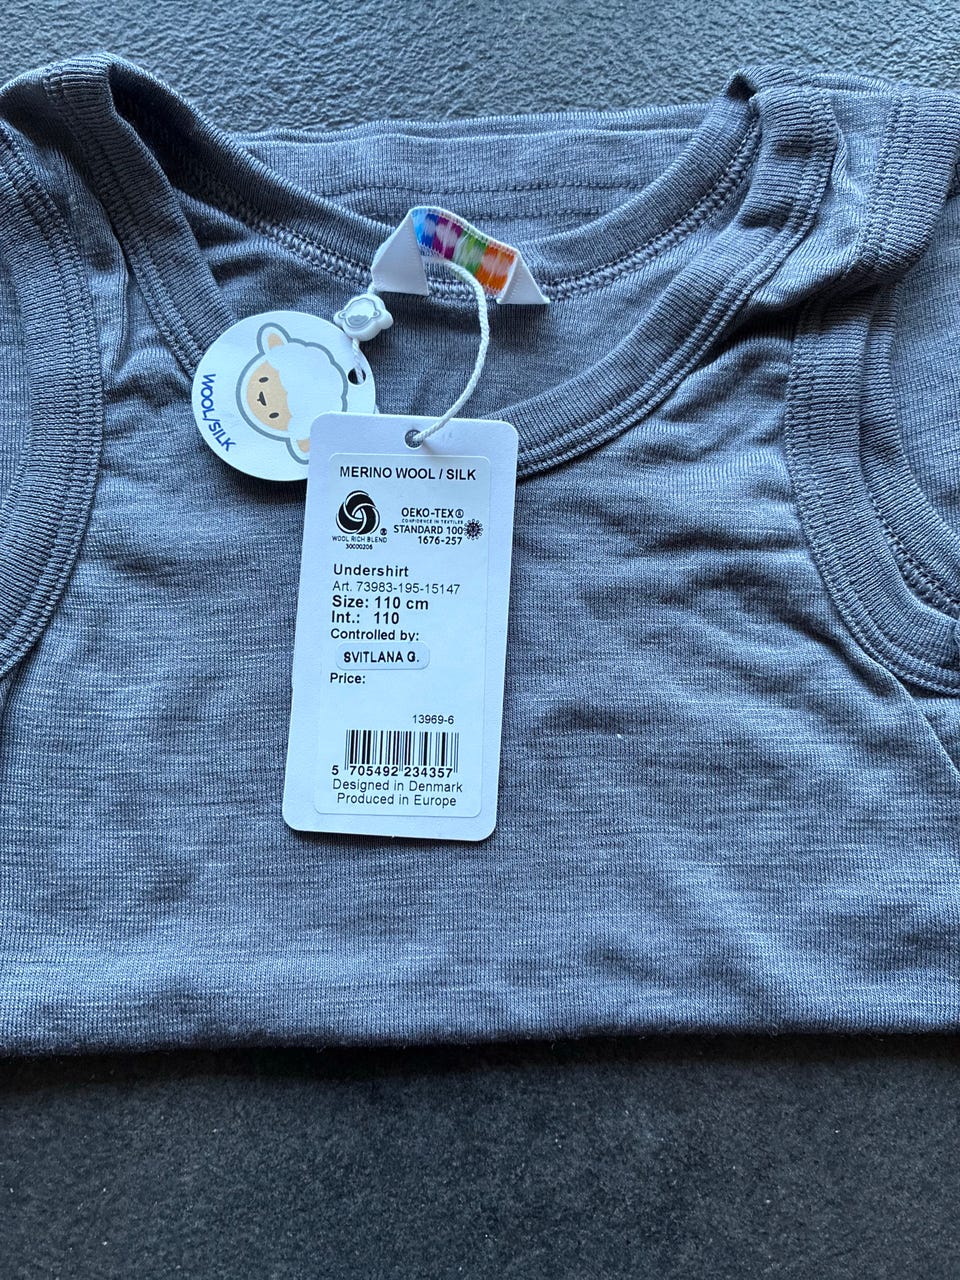 WOOL/SILK
MERINO WOOL / SILK
WOOL RICH BLEND
30000206
OEKO-TEX®
CONFIDENCE IN TEXTILES
STANDARD 100
1676-257
Undershirt
Art. 73983-195-15147
Size: 110 cm
Int.: 110
Controlled by:
SVITLANA G.
Price:
13969-6
5 705492 234357
Designed in Denmark
Produced in Europe